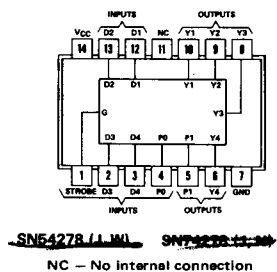 INPUTS OUTPUTS
VCC D2 D1 NC Y1 Y2 Y3
14 13 12 11 10 9 8
D2 D1 Y1 Y2
G Y3
D3 D4 P0 P1 Y4
1 2 3 4 5 6 7
STROBE D3 D4 P0 P1 Y4 GND
INPUTS OUTPUTS
SN54278 (J,W) SN74278 (J,N)
NC – No internal connection